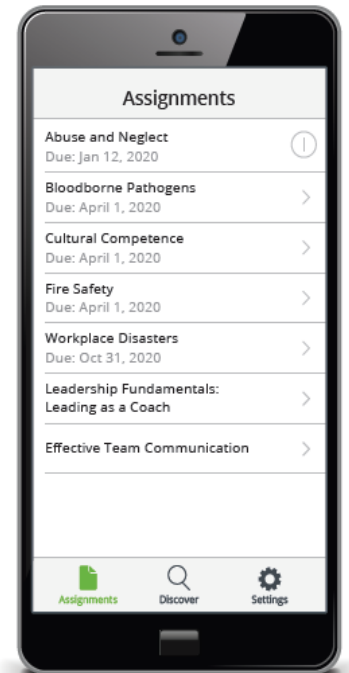 Assignments
Abuse and Neglect
Due: Jan 12, 2020
Bloodborne Pathogens
Due: April 1, 2020
Cultural Competence
Due: April 1, 2020
Fire Safety
Due: April 1, 2020
Workplace Disasters
Due: Oct 31, 2020
Leadership Fundamentals:
Leading as a Coach
Effective Team Communication
Assignments
Discover
Settings